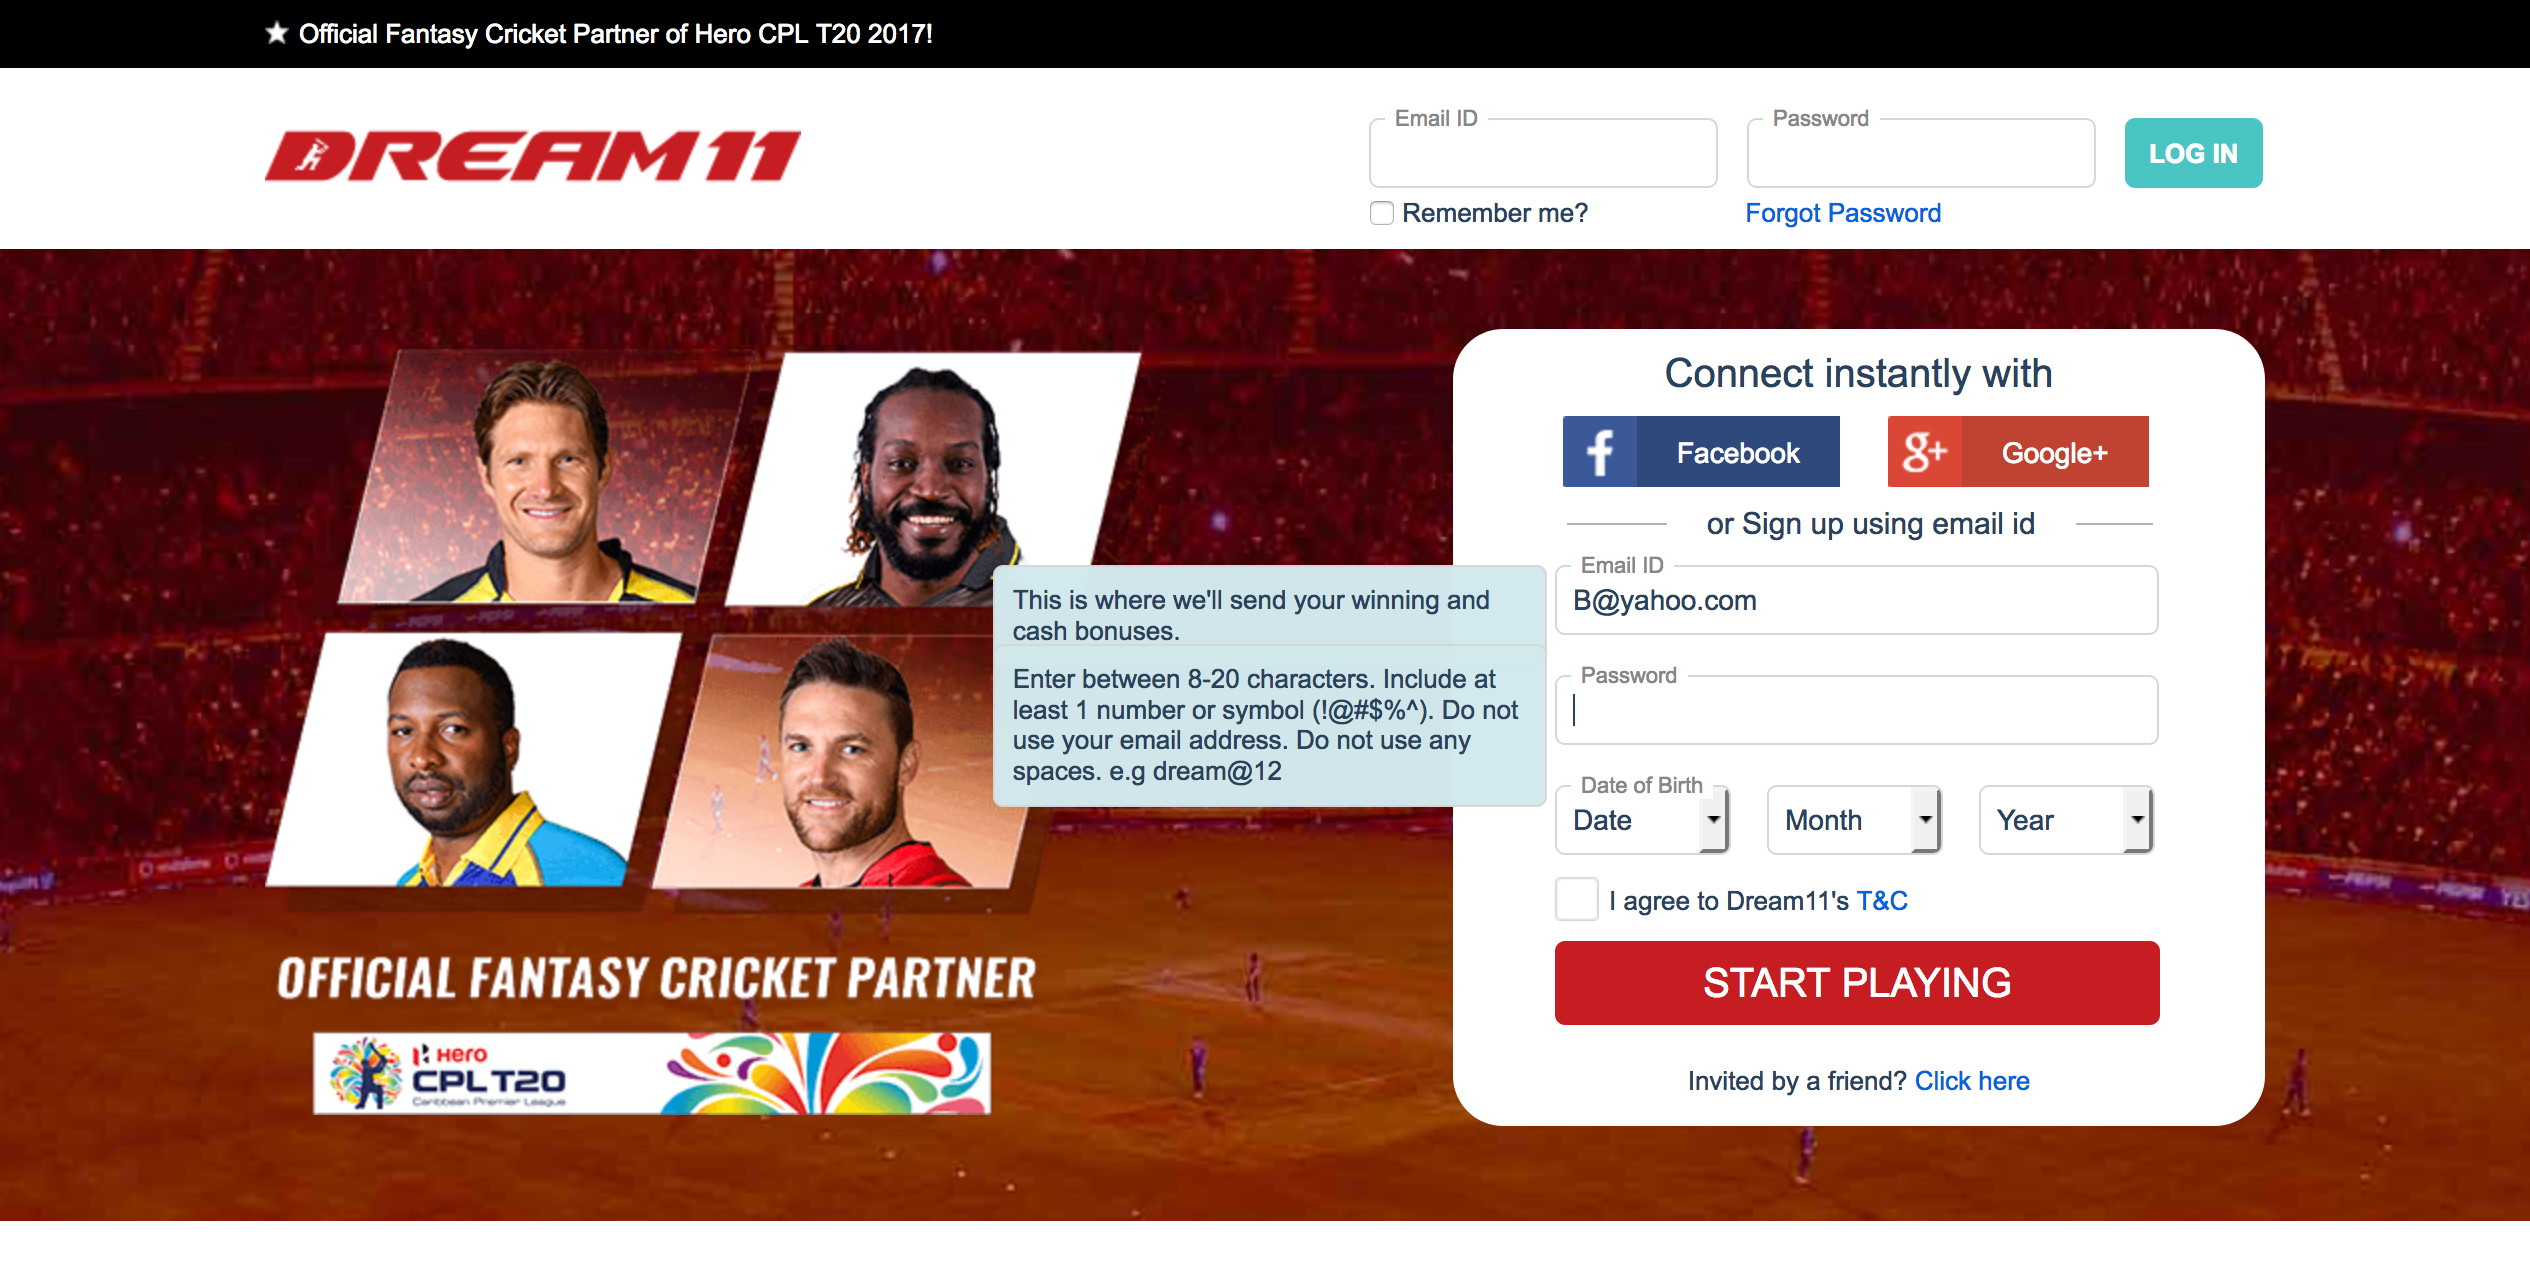 Official Fantasy Cricket Partner of Hero CPL T20 2017!
DREAM11
Email ID
Password
LOG IN
Remember me?
Forgot Password
Connect instantly with
f Facebook
g+ Google+
or Sign up using email id
Email ID
B@yahoo.com
This is where we'll send your winning and
cash bonuses.
Password
Enter between 8-20 characters. Include at
least 1 number or symbol (!@#$%^). Do not
use your email address. Do not use any
spaces. e.g dream@12
Date of Birth
Date
Month
Year
I agree to Dream11's T&C
START PLAYING
Invited by a friend? Click here
OFFICIAL FANTASY CRICKET PARTNER
Hero
CPL T20
Caribbean Premier League